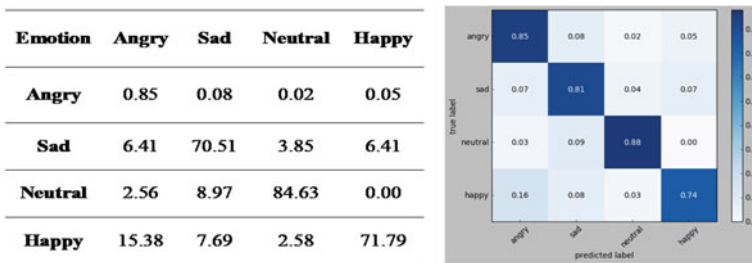 Emotion Angry Sad Neutral Happy
Angry 0.85 0.08 0.02 0.05
Sad 6.41 70.51 3.85 6.41
Neutral 2.56 8.97 84.63 0.00
Happy 15.38 7.69 2.58 71.79
true label
angry 0.85 0.08 0.02 0.05
sad 0.07 0.81 0.04 0.07
neutral 0.03 0.09 0.88 0.00
happy 0.16 0.08 0.03 0.74
angry sad neutral happy
predicted label